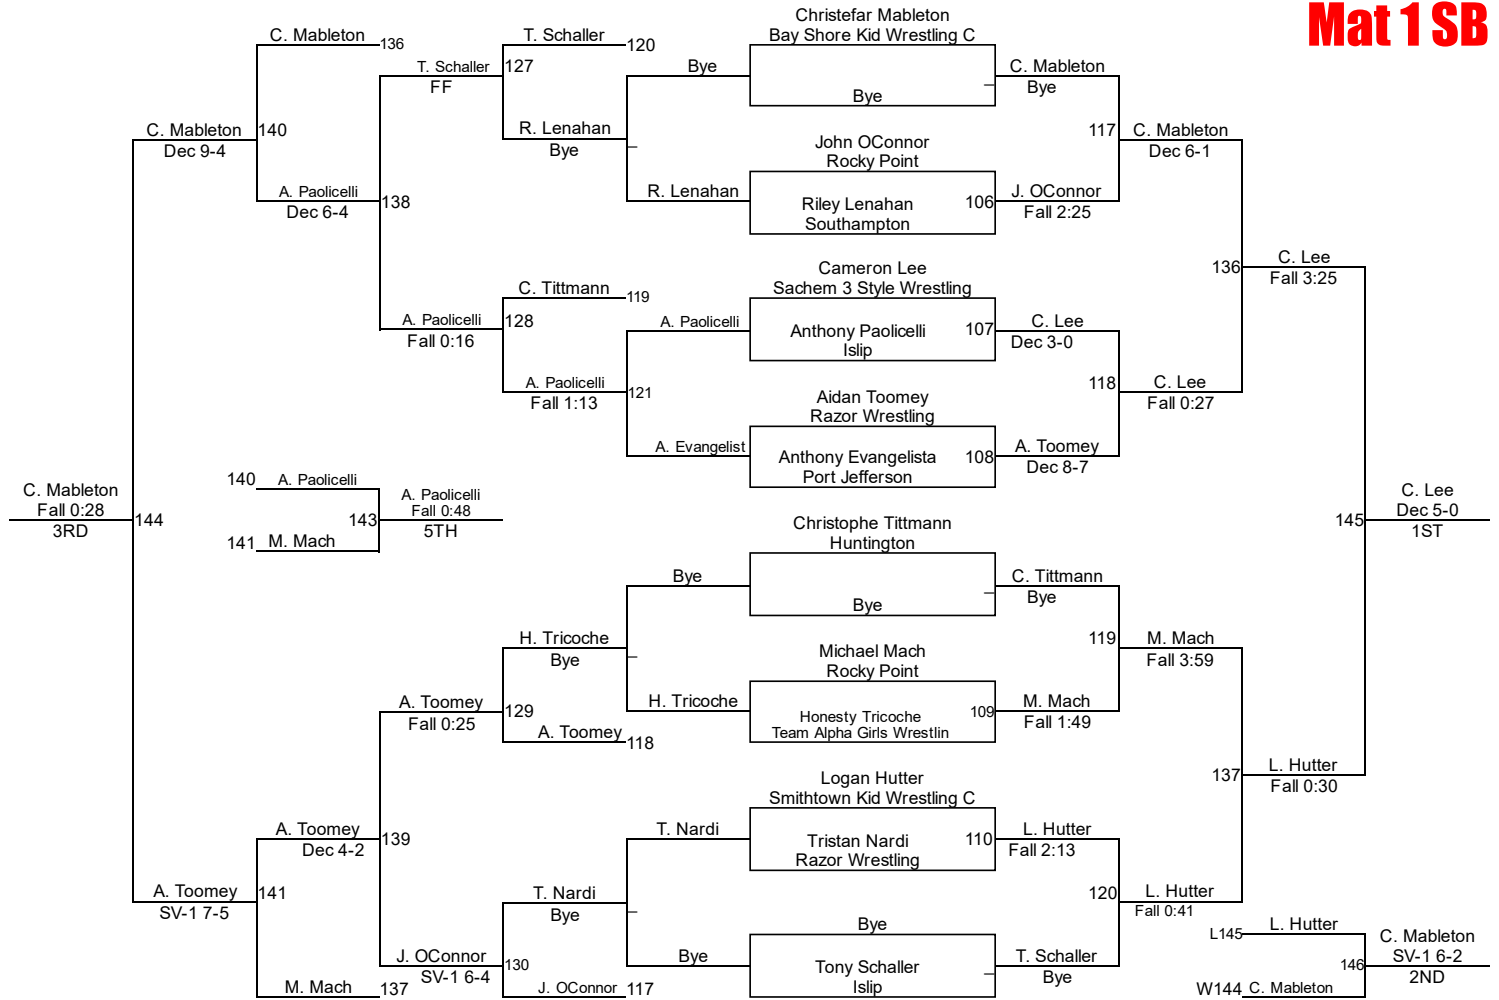 Mat 1 SB
Christefar Mableton
Bay Shore Kid Wrestling C
C. Mableton
136
T. Schaller
120
T. Schaller
127
Bye
C. Mableton
FF
Bye
Bye
C. Mableton
140
R. Lenahan
117
C. Mableton
Dec 9-4
Bye
John OConnor
Dec 6-1
Rocky Point
A. Paolicelli
138
R. Lenahan
Riley Lenahan
106
J. OConnor
Dec 6-4
Southampton
Fall 2:25
Cameron Lee
136
C. Lee
Sachem 3 Style Wrestling
Fall 3:25
C. Tittmann
119
A. Paolicelli
128
A. Paolicelli
Anthony Paolicelli
107
C. Lee
Fall 0:16
Islip
Dec 3-0
A. Paolicelli
121
118
C. Lee
Fall 1:13
Aidan Toomey
Fall 0:27
Razor Wrestling
A. Evangelist
Anthony Evangelista
108
A. Toomey
Port Jefferson
Dec 8-7
140
A. Paolicelli
C. Mableton
A. Paolicelli
C. Lee
Fall 0:28
Fall 0:48
Dec 5-0
144
143
145
3RD
5TH
1ST
141
M. Mach
Christophe Tittmann
Huntington
Bye
C. Tittmann
Bye
Bye
H. Tricoche
119
M. Mach
Bye
Michael Mach
Fall 3:59
Rocky Point
A. Toomey
129
H. Tricoche
Honesty Tricoche
109
M. Mach
Fall 0:25
Team Alpha Girls Wrestlin
Fall 1:49
A. Toomey
118
Logan Hutter
137
L. Hutter
Smithtown Kid Wrestling C
Fall 0:30
A. Toomey
139
T. Nardi
Tristan Nardi
110
L. Hutter
Dec 4-2
Razor Wrestling
Fall 2:13
A. Toomey
141
T. Nardi
120
L. Hutter
SV-1 7-5
Bye
Fall 0:41
Bye
L145
L. Hutter
J. OConnor
130
Bye
Tony Schaller
T. Schaller
146
C. Mableton
SV-1 6-4
Islip
Bye
SV-1 6-2
2ND
M. Mach
137
J. OConnor
117
W144
C. Mableton